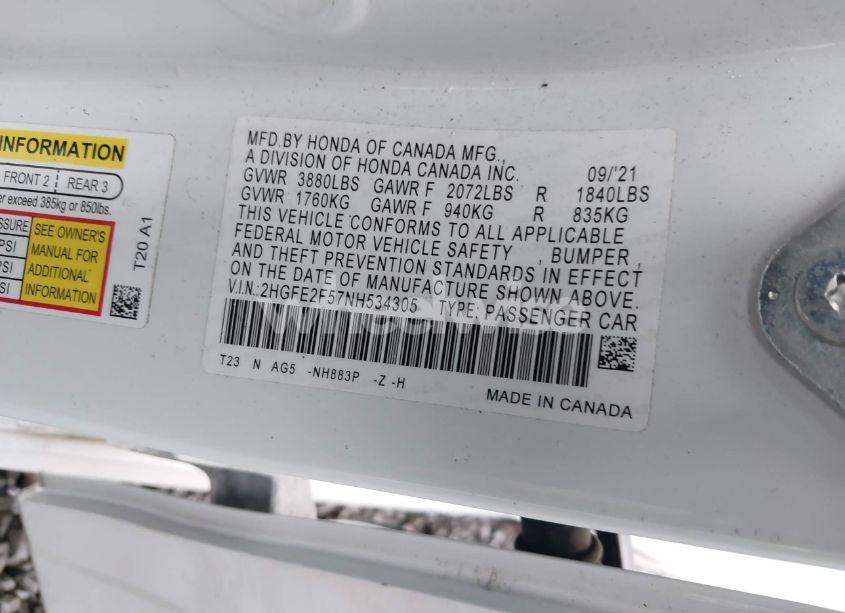 INFORMATION
FRONT 2 REAR 3
exceed 385kg or 850lbs.
SEE OWNER'S
MANUAL FOR
ADDITIONAL
INFORMATION
PSI
T20 A1
MFD.BY HONDA OF CANADA MFG.,
A DIVISION OF HONDA CANADA INC. 09/'21
GVWR 3880LBS GAWR F 2072LBS R 1840LBS
GVWR 1760KG GAWR F 940KG R 835KG
THIS VEHICLE CONFORMS TO ALL APPLICABLE
FEDERAL MOTOR VEHICLE SAFETY , BUMPER ,
AND THEFT PREVENTION STANDARDS IN EFFECT
ON THE DATE OF MANUFACTURE SHOWN ABOVE.
V.I.N.:2HGFE2F57NH534305 TYPE: PASSENGER CAR
T23 N AG5 -NH883P -Z -H
MADE IN CANADA